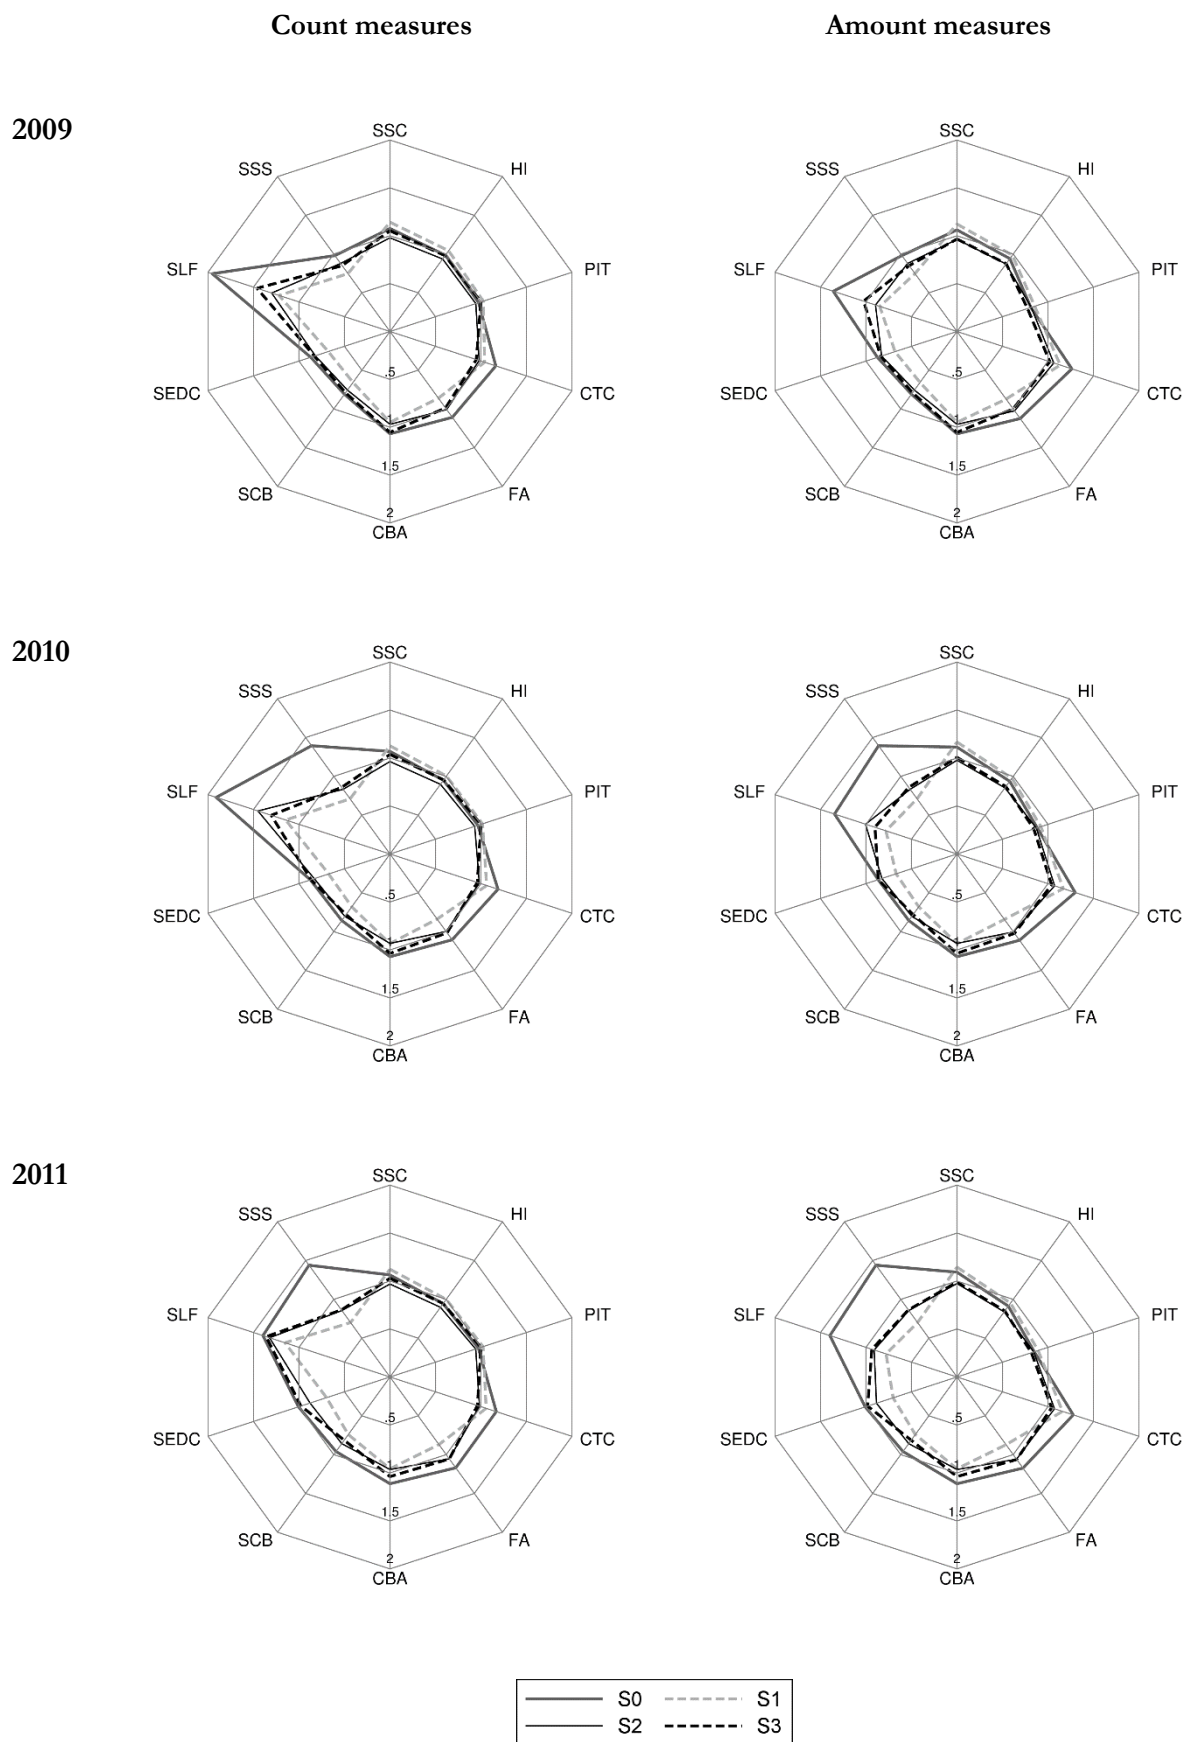 Count measures Amount measures
2009
SSC SSC
SSS HI SSS HI
SLF PIT SLF PIT
.5 .5
SEDC CTC SEDC CTC
1 1
1.5 1.5
SCB FA SCB FA
2 2
CBA CBA
2010
SSC SSC
SSS HI SSS HI
SLF PIT SLF PIT
.5 .5
SEDC CTC SEDC CTC
1 1
1.5 1.5
SCB FA SCB FA
2 2
CBA CBA
2011
SSC SSC
SSS HI SSS HI
SLF PIT SLF PIT
.5 .5
SEDC CTC SEDC CTC
1 1
1.5 1.5
SCB FA SCB FA
2 2
CBA CBA
S0 S1
S2 S3